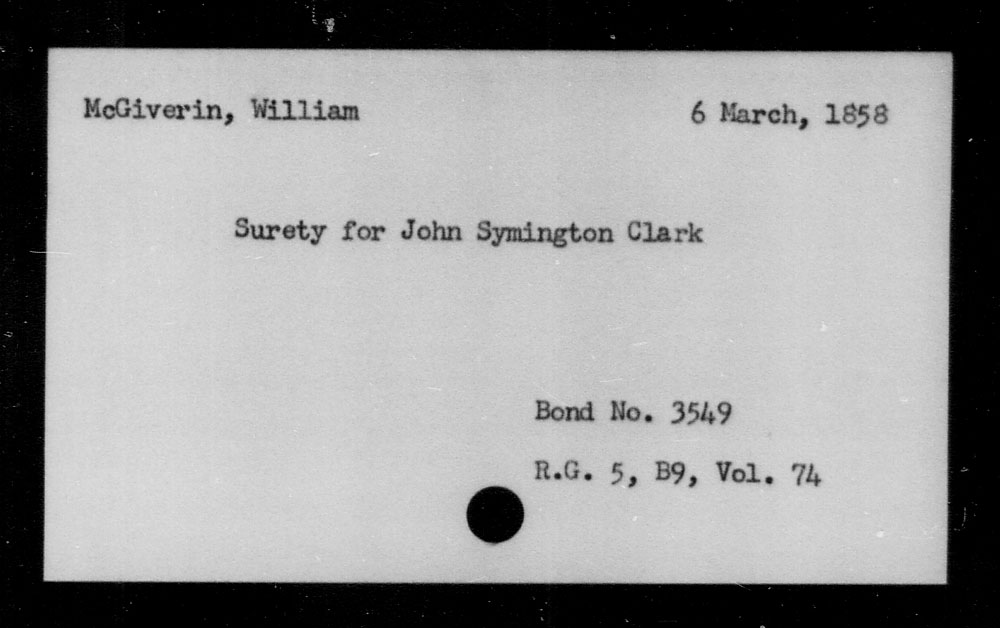 McGiverin, William 6 March, 1858
Surety for John Symington Clark
Bond No. 3549
R.G. 5, B9, Vol. 74